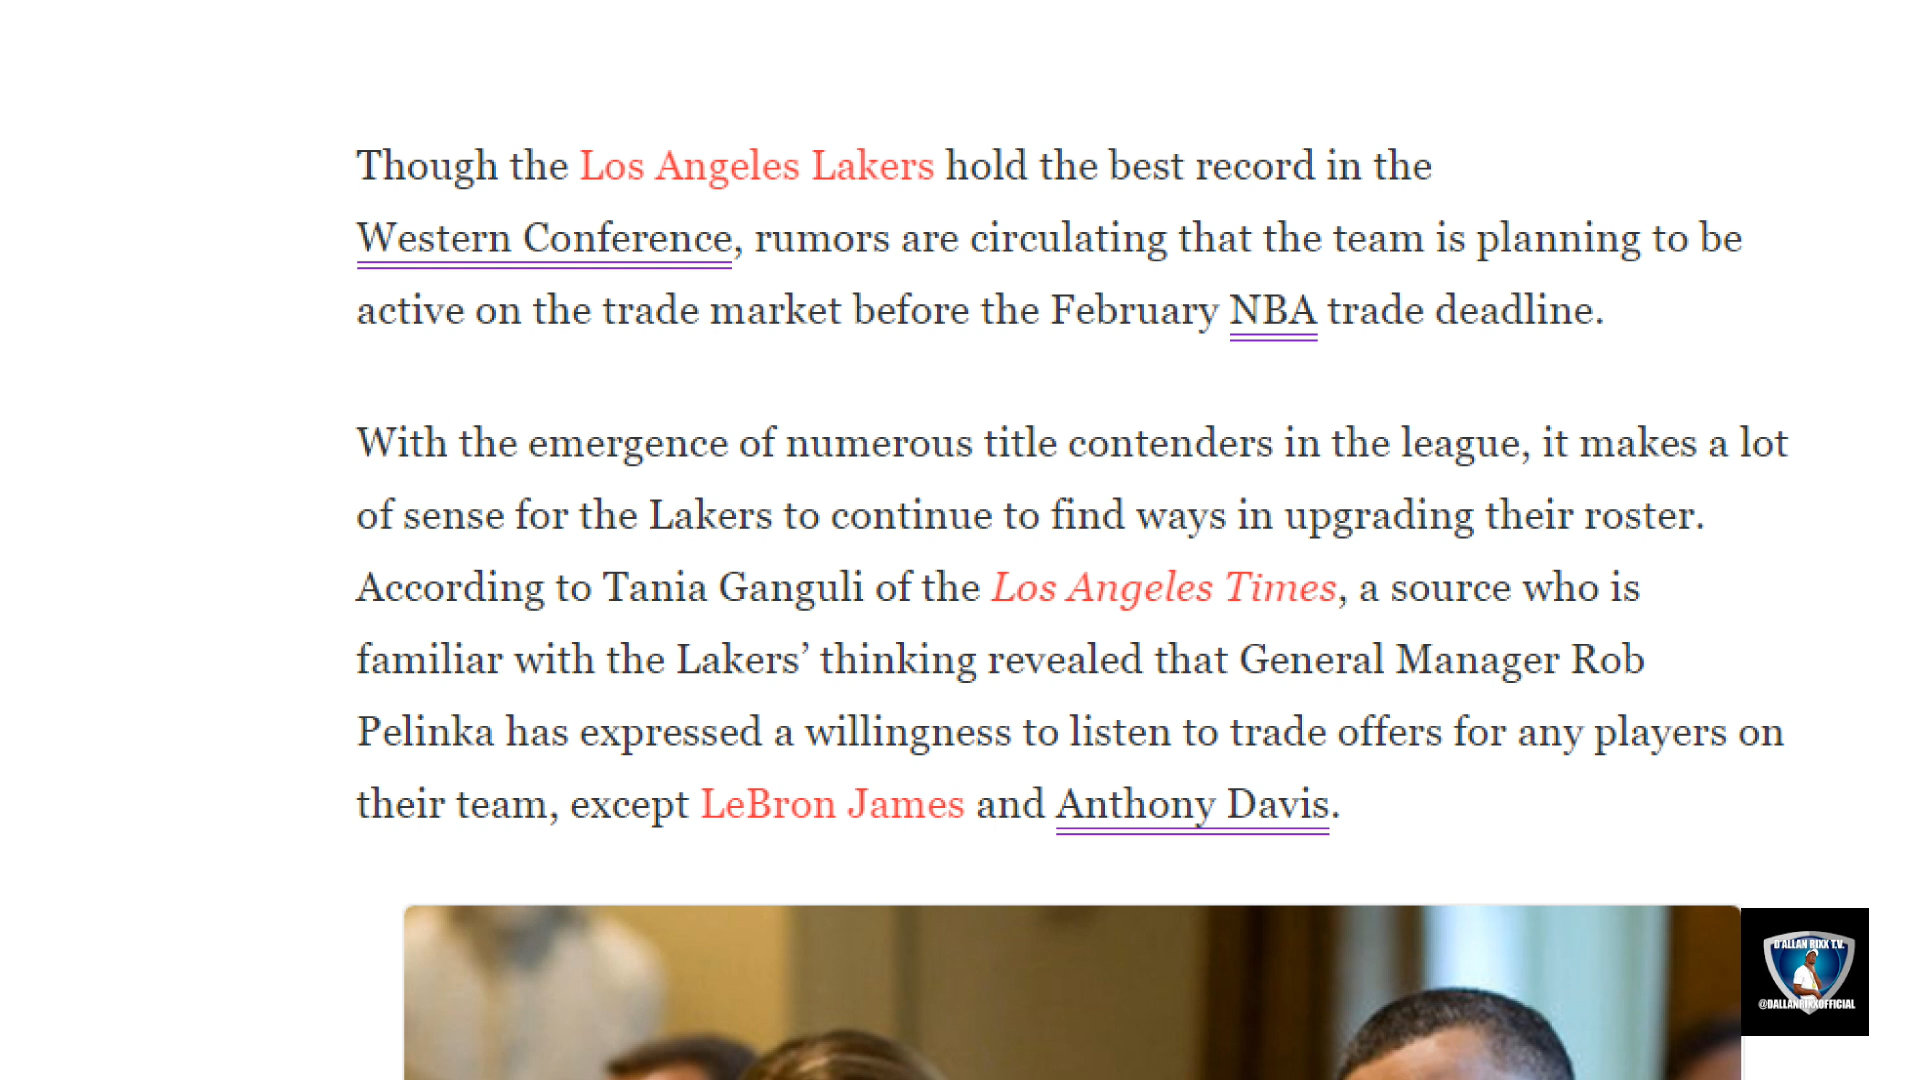 Though the Los Angeles Lakers hold the best record in the
Western Conference, rumors are circulating that the team is planning to be
active on the trade market before the February NBA trade deadline.
With the emergence of numerous title contenders in the league, it makes a lot
of sense for the Lakers to continue to find ways in upgrading their roster.
According to Tania Ganguli of the Los Angeles Times, a source who is
familiar with the Lakers’ thinking revealed that General Manager Rob
Pelinka has expressed a willingness to listen to trade offers for any players on
their team, except LeBron James and Anthony Davis.
D'ALLAN RIXX T.V.
@DALLANRIXXOFFICIAL